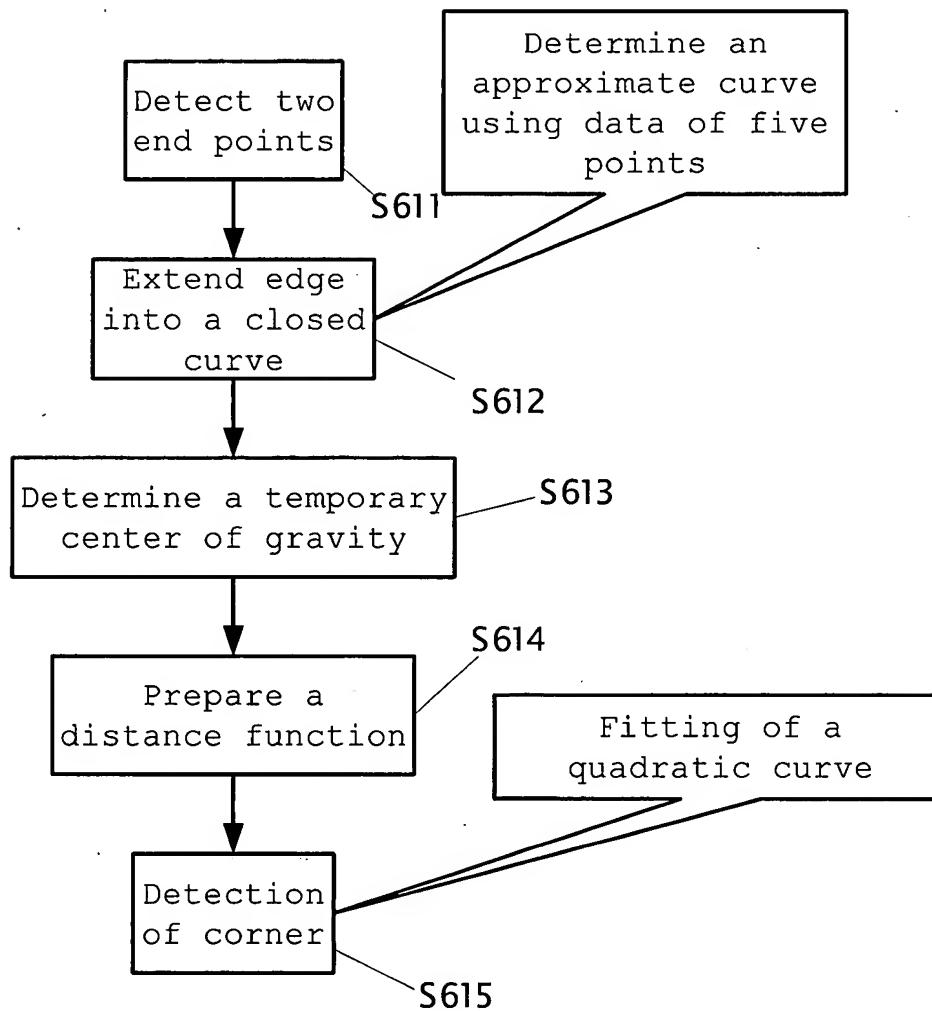 Detect two
end points
S611
Determine an
approximate curve
using data of five
points
Extend edge
into a closed
curve
S612
Determine a temporary
center of gravity
S613
Prepare a
distance function
S614
Fitting of a
quadratic curve
Detection
of corner
S615